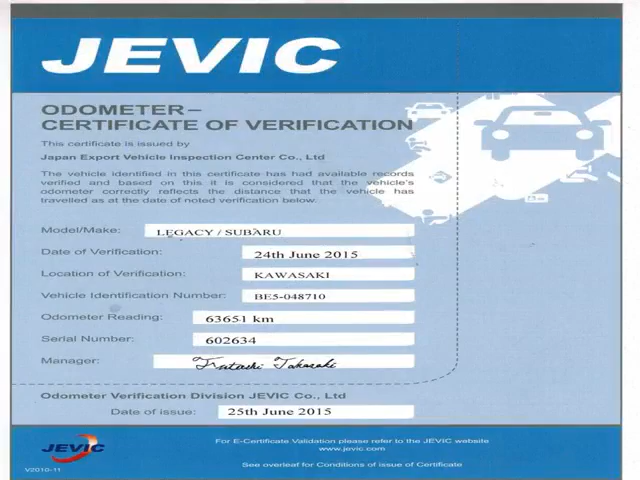 JEVIC
ODOMETER–
CERTIFICATE OF VERIFICATION
This certificate is issued by
Japan Export Vehicle Inspection Center Co., Ltd
The vehicle identified in this certificate has had available records
verified and based on this it is considered that the vehicle's
odometer correctly reflects the distance that the vehicle has
travelled as at the date of noted verification below.
Model/Make: LEGACY / SUBARU
Date of Verification: 24th June 2015
Location of Verification: KAWASAKI
Vehicle Identification Number: BE5-048710
Odometer Reading: 63651 km
Serial Number: 602634
Manager:
Odometer Verification Division JEVIC Co., Ltd
Date of issue: 25th June 2015
JEVIC
V2010-11
For E-Certificate Validation please refer to the JEVIC website
www.jevic.com
See overleaf for Conditions of issue of Certificate